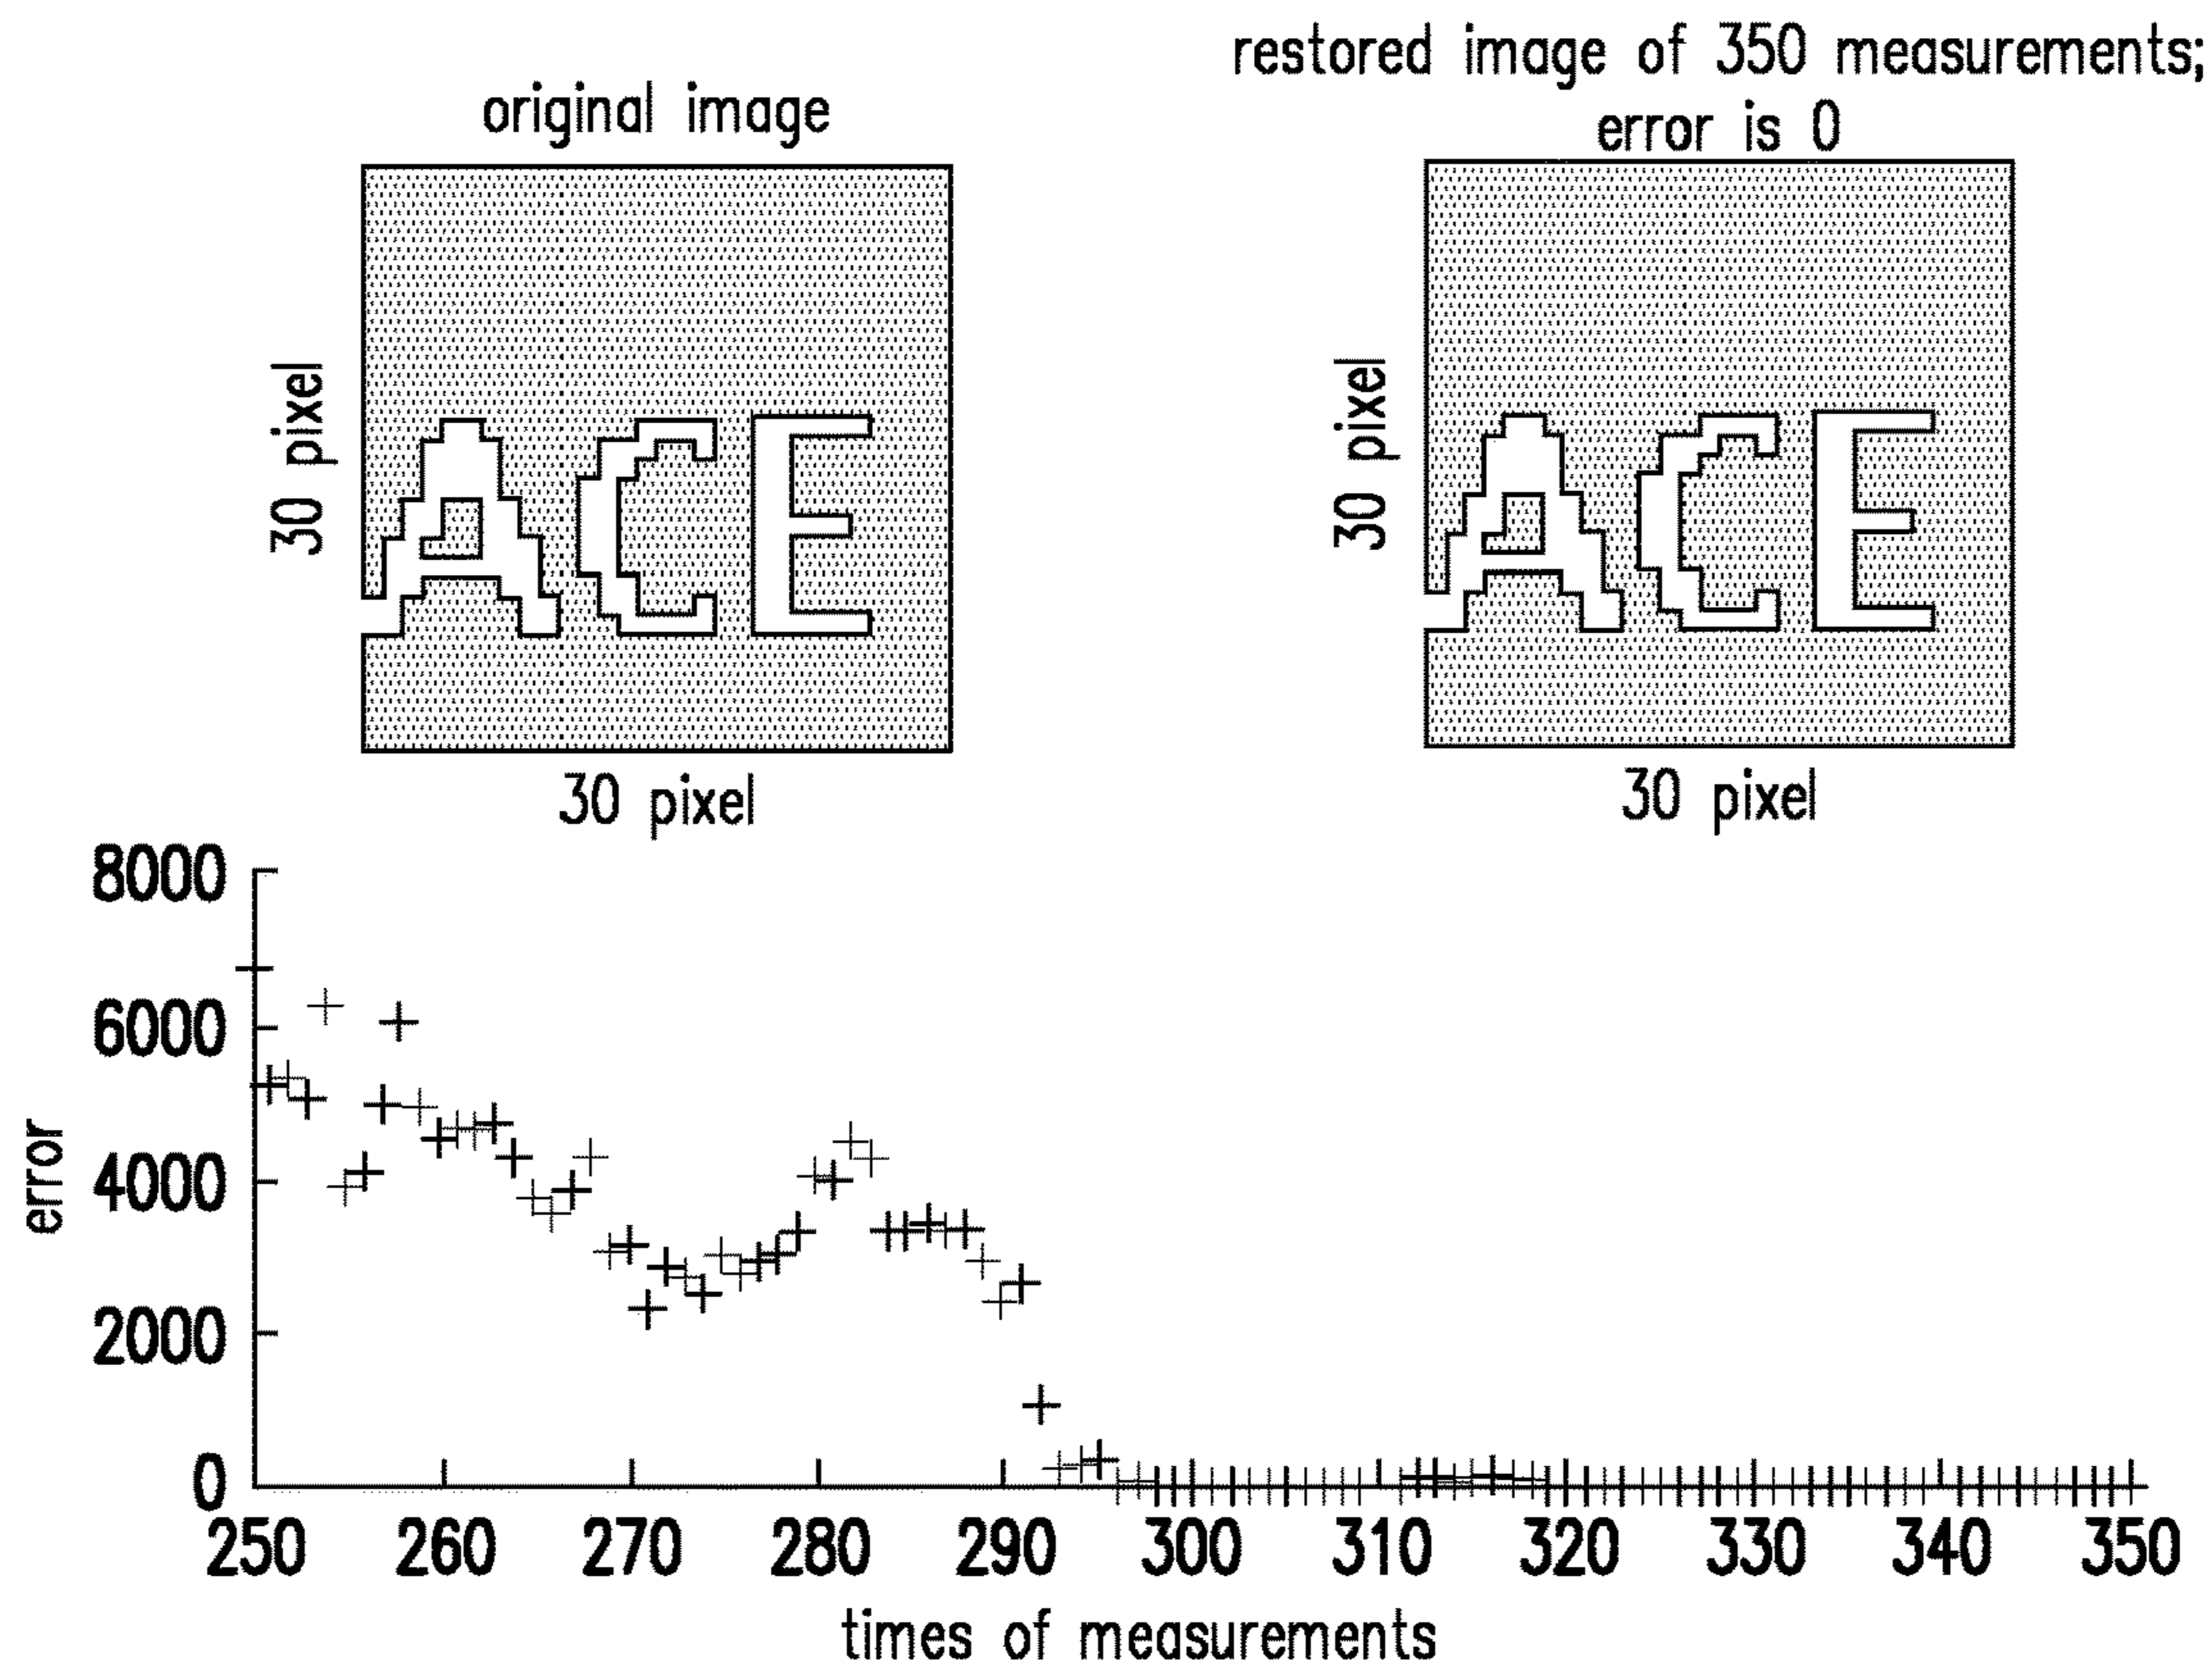 original image
restored image of 350 measurements;
error is 0
30 pixel
ACE
30 pixel
30 pixel
ACE
30 pixel
8000
6000
4000
2000
0
error
250 260 270 280 290 300 310 320 330 340 350
times of measurements